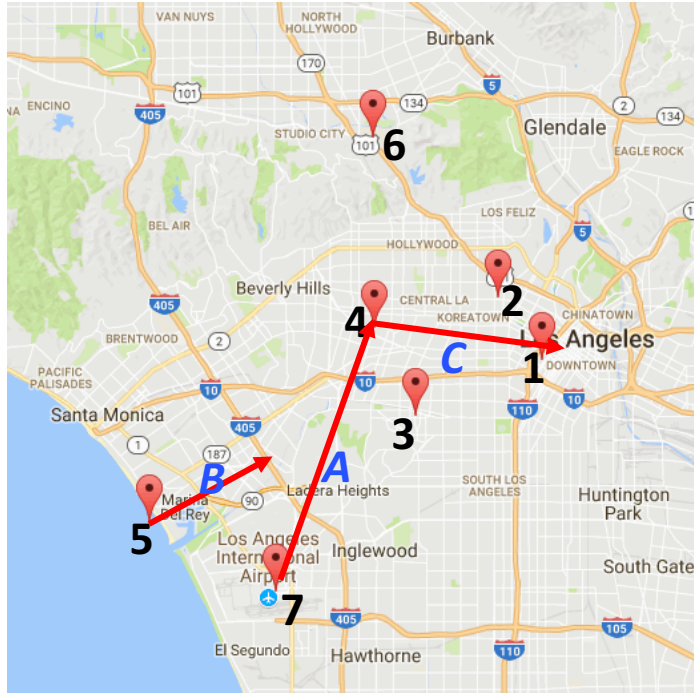 VAN NUYS
NORTH
HOLLYWOOD
Burbank
170
101
5
2
ENCINO
405
134
134
STUDIO CITY
Glendale
101
6
EAGLE ROCK
BEL AIR
LOS FELIZ
HOLLYWOOD
5
Beverly Hills
CENTRAL LA
2
405
4
KOREATOWN
CHINATOWN
BRENTWOOD
2
Los Angeles
C
1
DOWNTOWN
PACIFIC
PALISADES
10
10
10
Santa Monica
3
110
405
1
187
B
A
SOUTH LOS
ANGELES
90
Ladera Heights
Huntington
Park
Marina
Del Rey
5
Los Angeles
International
Airport
Inglewood
South Gate
7
405
105
El Segundo
Hawthorne
110